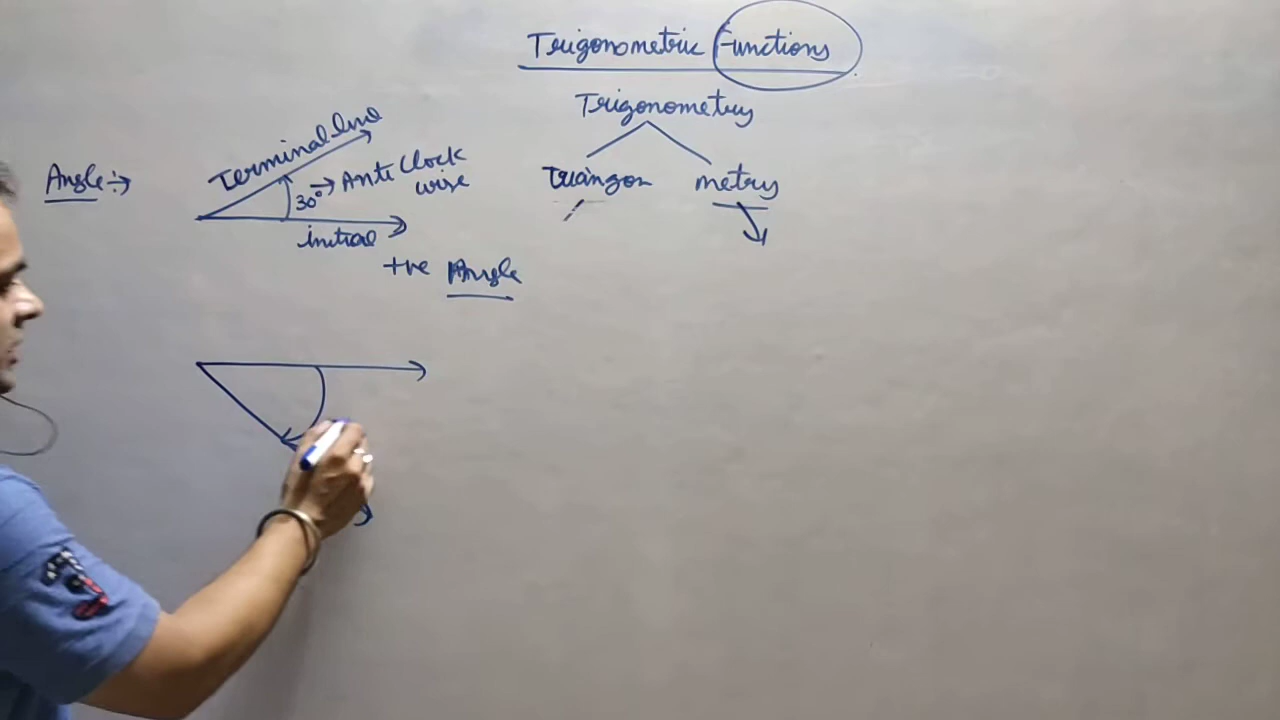 Trigonometric Functions
Trigonometry
Triangon metry
Angle :→
Terminal line
30° → Anti Clock
wise
initial
+ve Angle